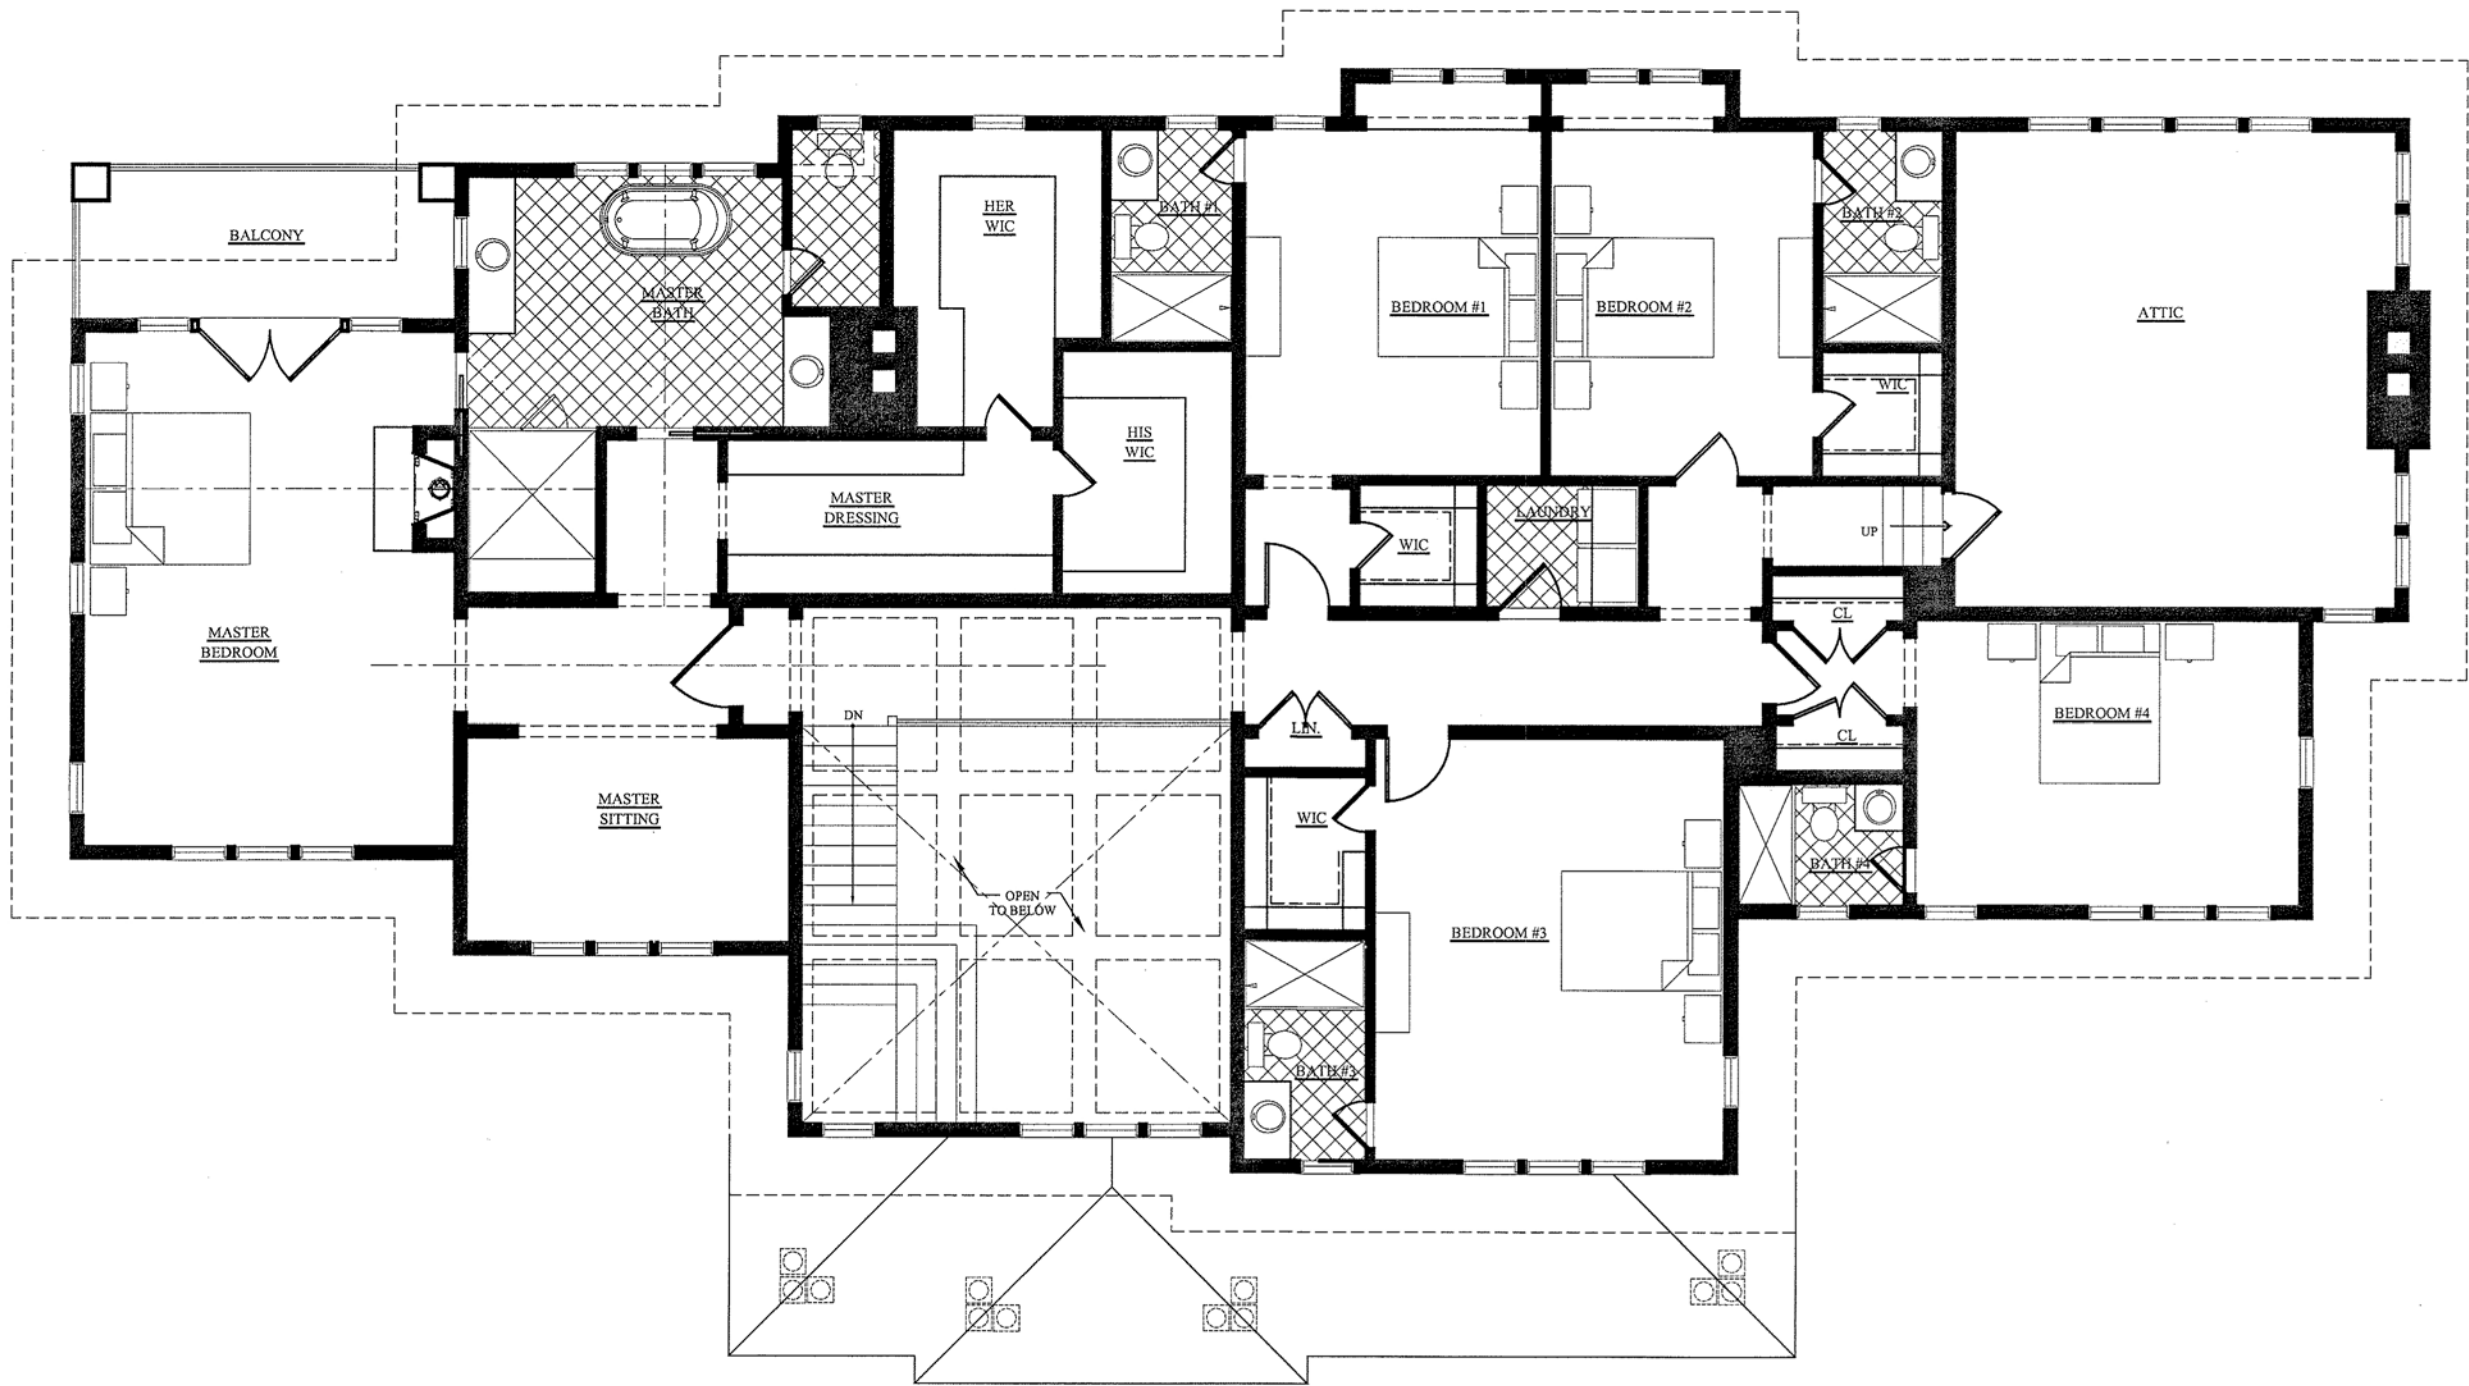 BALCONY
MASTER
BATH
HER
WIC
BATH #1
BEDROOM #1
BEDROOM #2
BATH #2
ATTIC
WIC
HIS
WIC
MASTER
DRESSING
WIC
LAUNDRY
UP
MASTER
BEDROOM
CL
DN
LIN.
CL
BEDROOM #4
MASTER
SITTING
WIC
BATH #4
OPEN
TO BELOW
BEDROOM #3
BATH #3